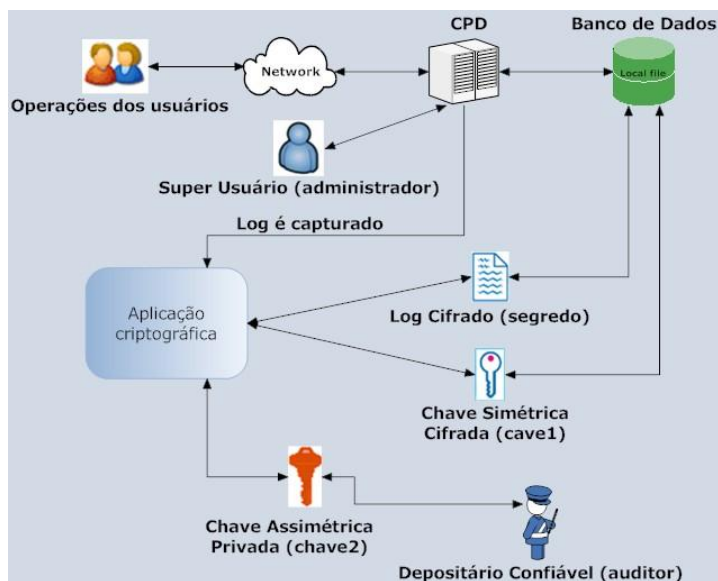 CPD
Banco de Dados
Network
Local file
Operações dos usuários
Super Usuário (administrador)
Log é capturado
Aplicação
criptográfica
Log Cifrado (segredo)
Chave Simétrica
Cifrada (cave1)
Chave Assimétrica
Privada (chave2)
Depositário Confiável (auditor)